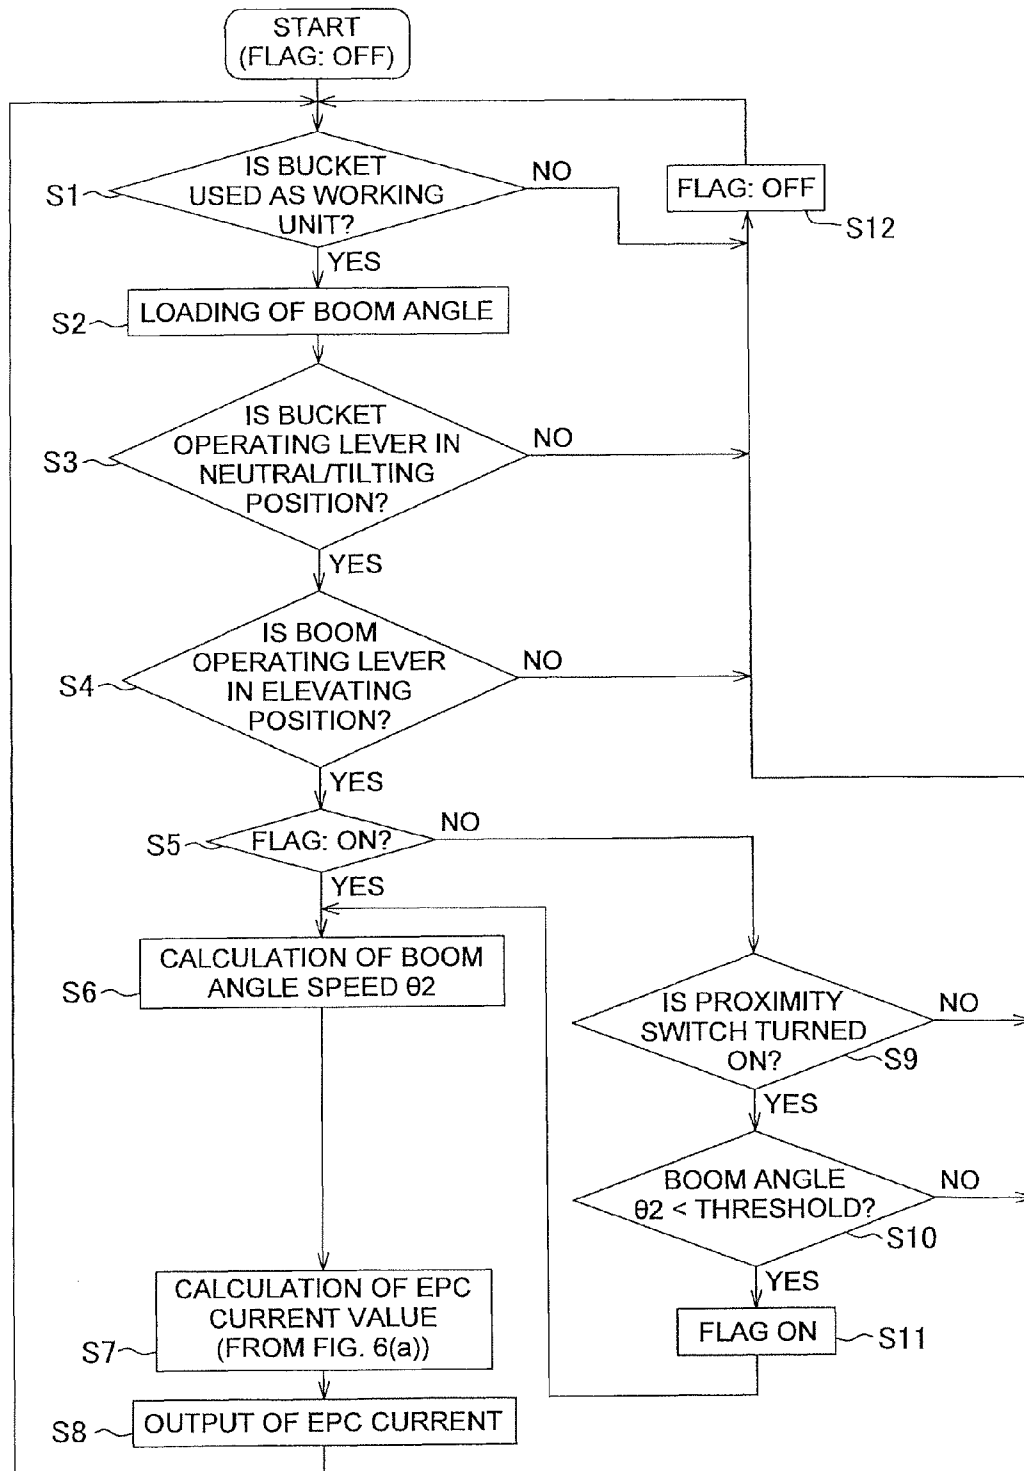 START
(FLAG: OFF)
IS BUCKET
USED AS WORKING
UNIT?
S1
NO
YES
FLAG: OFF
S12
LOADING OF BOOM ANGLE
S2
IS BUCKET
OPERATING LEVER IN
NEUTRAL/TILTING
POSITION?
S3
NO
YES
IS BOOM
OPERATING LEVER
IN ELEVATING
POSITION?
S4
NO
YES
FLAG: ON?
S5
NO
YES
CALCULATION OF BOOM
ANGLE SPEED θ2
S6
IS PROXIMITY
SWITCH TURNED
ON?
S9
NO
YES
BOOM ANGLE
θ2 < THRESHOLD?
S10
NO
YES
FLAG ON
S11
CALCULATION OF EPC
CURRENT VALUE
(FROM FIG. 6(a))
S7
OUTPUT OF EPC CURRENT
S8